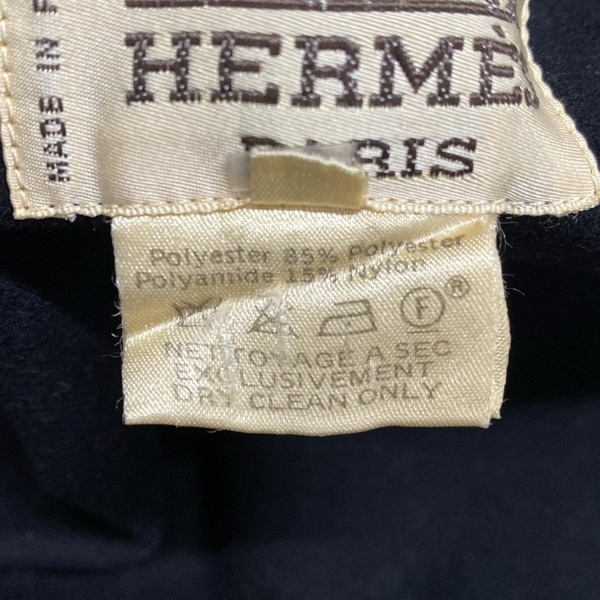 HERMÈS
PARIS
MADE IN F
Polyester 85% Polyester
Polyamide 15% Nylon
F ®
NETTOYAGE A SEC
EXCLUSIVEMENT
DRY CLEAN ONLY